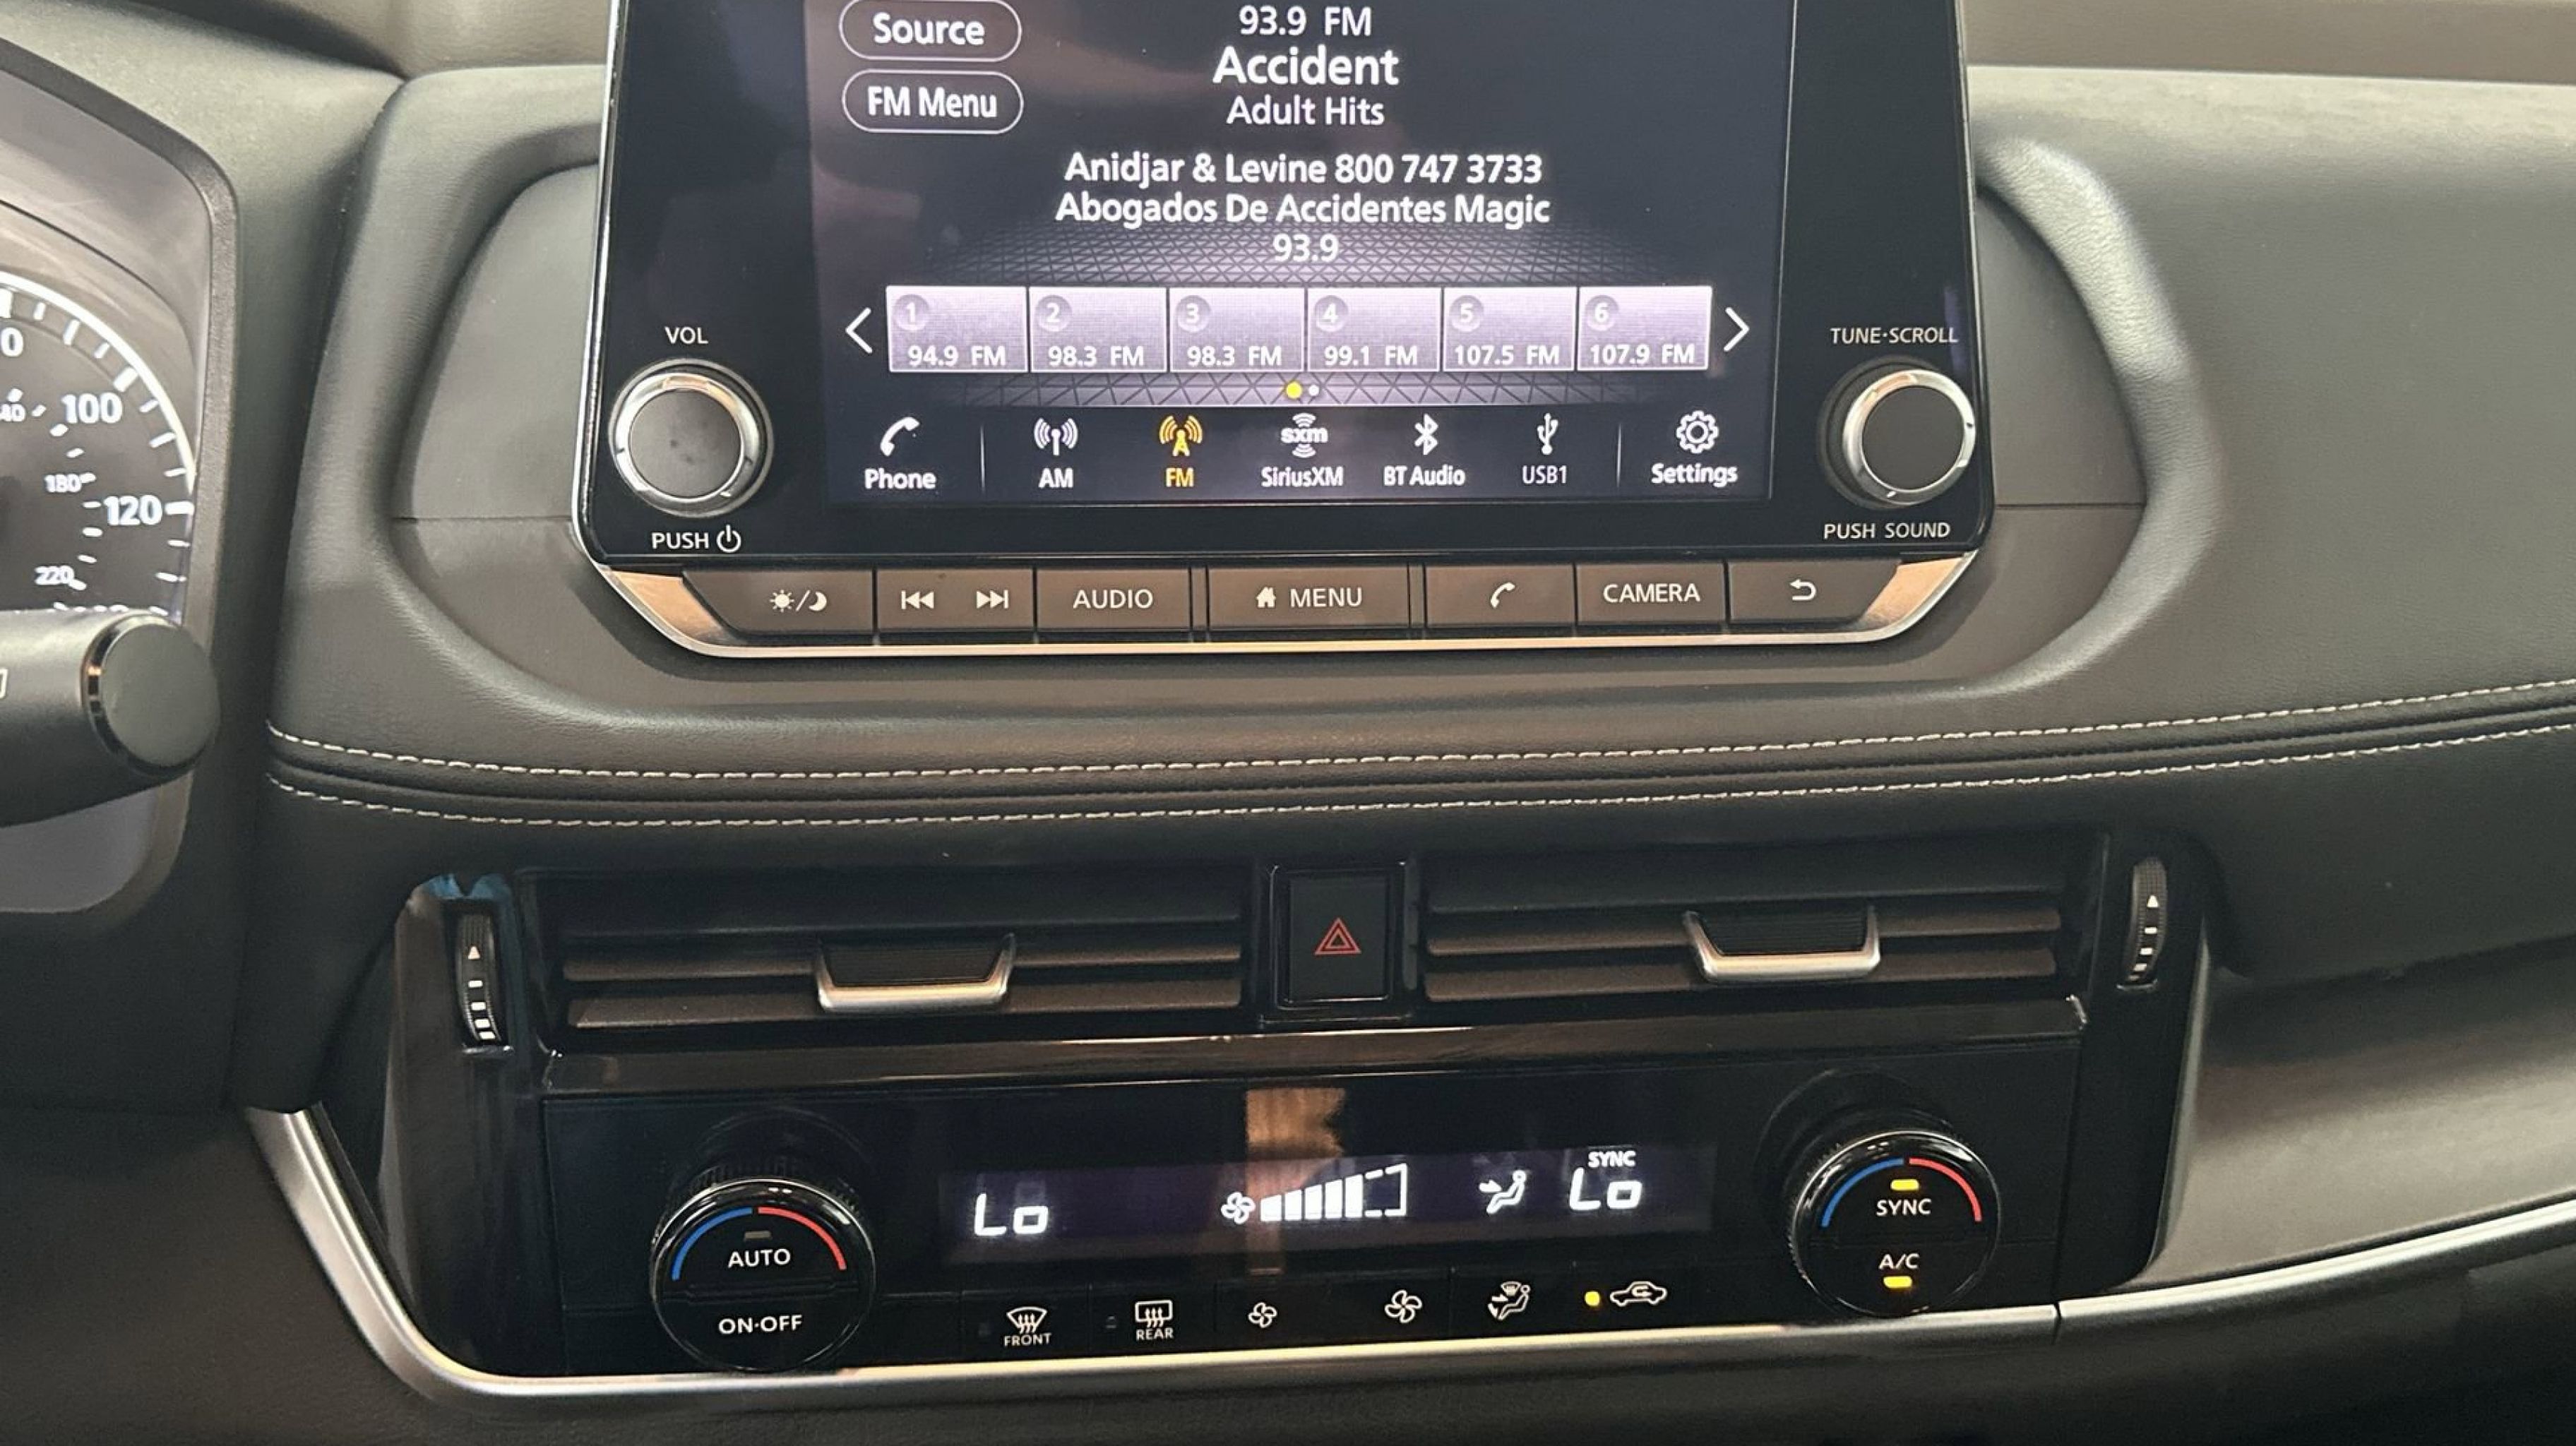 Source
93.9 FM
Accident
FM Menu
Adult Hits
Anidjar & Levine 800 747 3733
Abogados De Accidentes Magic
93.9
VOL
TUNE·SCROLL
1 2 3 4 5 6
94.9 FM 98.3 FM 98.3 FM 99.1 FM 107.5 FM 107.9 FM
sxm
Phone AM FM SiriusXM BT Audio USB1 Settings
PUSH
PUSH SOUND
AUDIO MENU CAMERA
100
180
120
220
SYNC
Lo Lo
AUTO
ON·OFF
SYNC
A/C
FRONT REAR